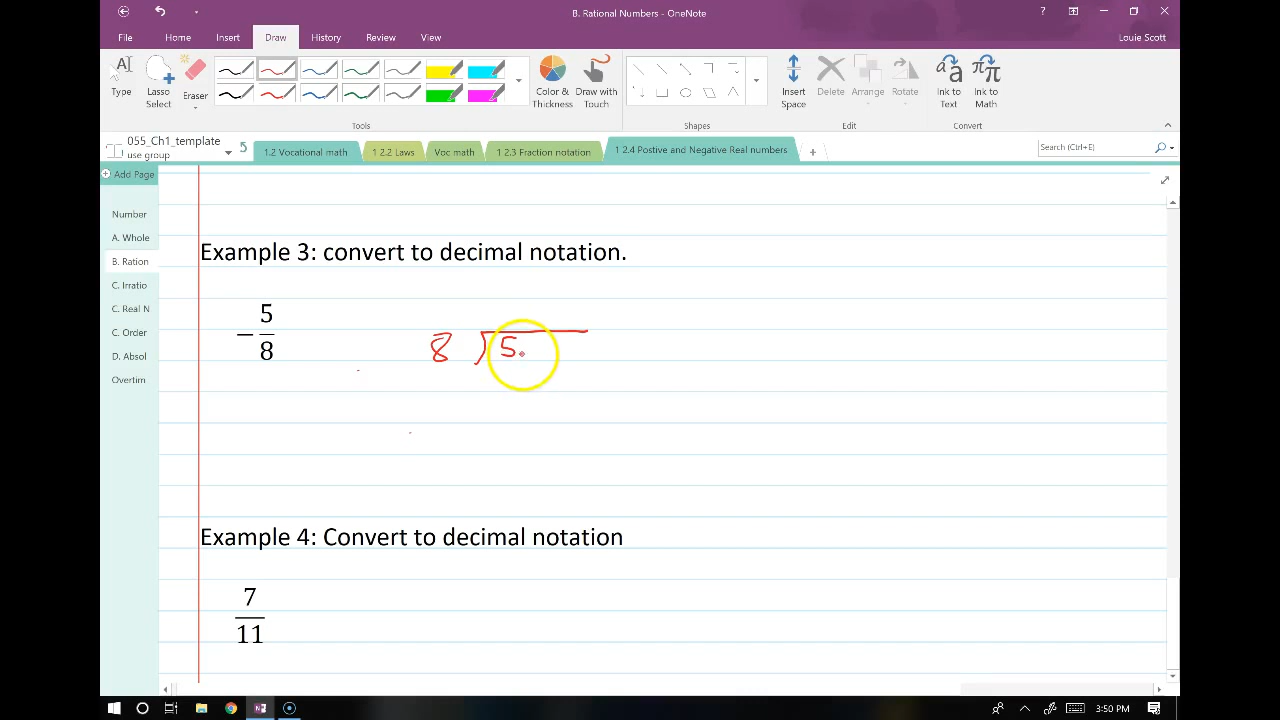 B. Rational Numbers - OneNote
?
File Home Insert Draw History Review View
Louie Scott
Type
Lasso Select
Eraser
Color & Thickness
Draw with Touch
Insert Space
Delete
Arrange
Rotate
Ink to Text
Ink to Math
Tools Shapes Edit Convert
055_Ch1_template
use group
1.2 Vocational math
1 2.2 Laws
Voc math
1 2.3 Fraction notation
1 2.4 Postive and Negative Real numbers
Search (Ctrl+E)
Add Page
Number
A. Whole
B. Ration
C. Irratio
C. Real N
C. Order
D. Absol
Overtim
Example 3: convert to decimal notation.
−5/8
8 5.
Example 4: Convert to decimal notation
7/11
3:50 PM